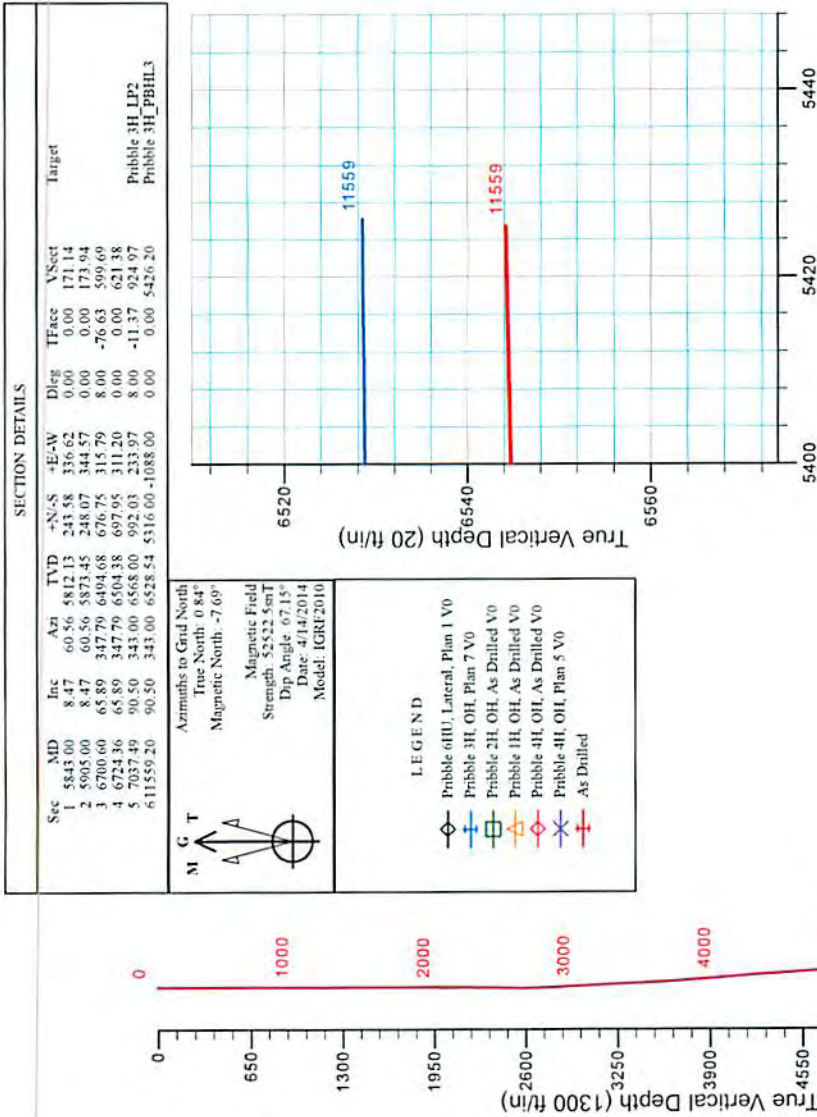 SECTION DETAILS
Sec MD Inc Azi TVD +N/-S +E/-W Dleg TFace VSect Target
1 5843.00 8.47 60.56 5812.13 243.58 336.62 0.00 0.00 171.14
2 5905.00 8.47 60.56 5873.45 248.07 344.57 0.00 0.00 173.94
3 6700.60 65.89 347.79 6494.68 676.75 315.79 8.00 -76.63 599.69
4 6724.36 65.89 347.79 6504.38 697.95 311.20 0.00 0.00 621.38
5 7037.49 90.50 343.00 6568.00 992.03 233.97 8.00 -11.37 924.97 Pribble 3H_LP2
6 11559.20 90.50 343.00 6528.54 5316.00 -1088.00 0.00 0.00 5426.20 Pribble 3H_PBHL3
M G T
Azimuths to Grid North
True North: 0.84°
Magnetic North: -7.69°
Magnetic Field
Strength: 52522.5snT
Dip Angle: 67.15°
Date: 4/14/2014
Model: IGRF2010
LEGEND
Pribble 6HU, Lateral, Plan 1 V0
Pribble 3H, OH, Plan 7 V0
Pribble 2H, OH, As Drilled V0
Pribble 1H, OH, As Drilled V0
Pribble 4H, OH, As Drilled V0
Pribble 4H, OH, Plan 5 V0
As Drilled
True Vertical Depth (20 ft/in)
6520
6540
6560
5400
5420
5440
11559
11559
True Vertical Depth (1300 ft/in)
0
650
1300
1950
2600
3250
3900
4550
0
1000
2000
3000
4000